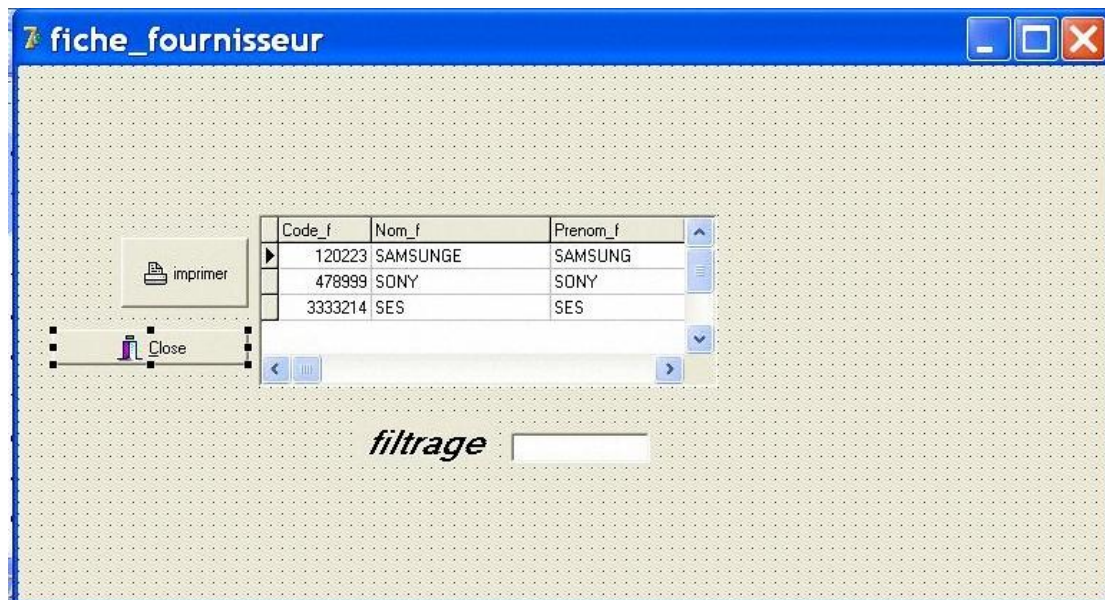 fiche_fournisseur
Code_f Nom_f Prenom_f
120223 SAMSUNGE SAMSUNG
478999 SONY SONY
3333214 SES SES
imprimer
Close
filtrage